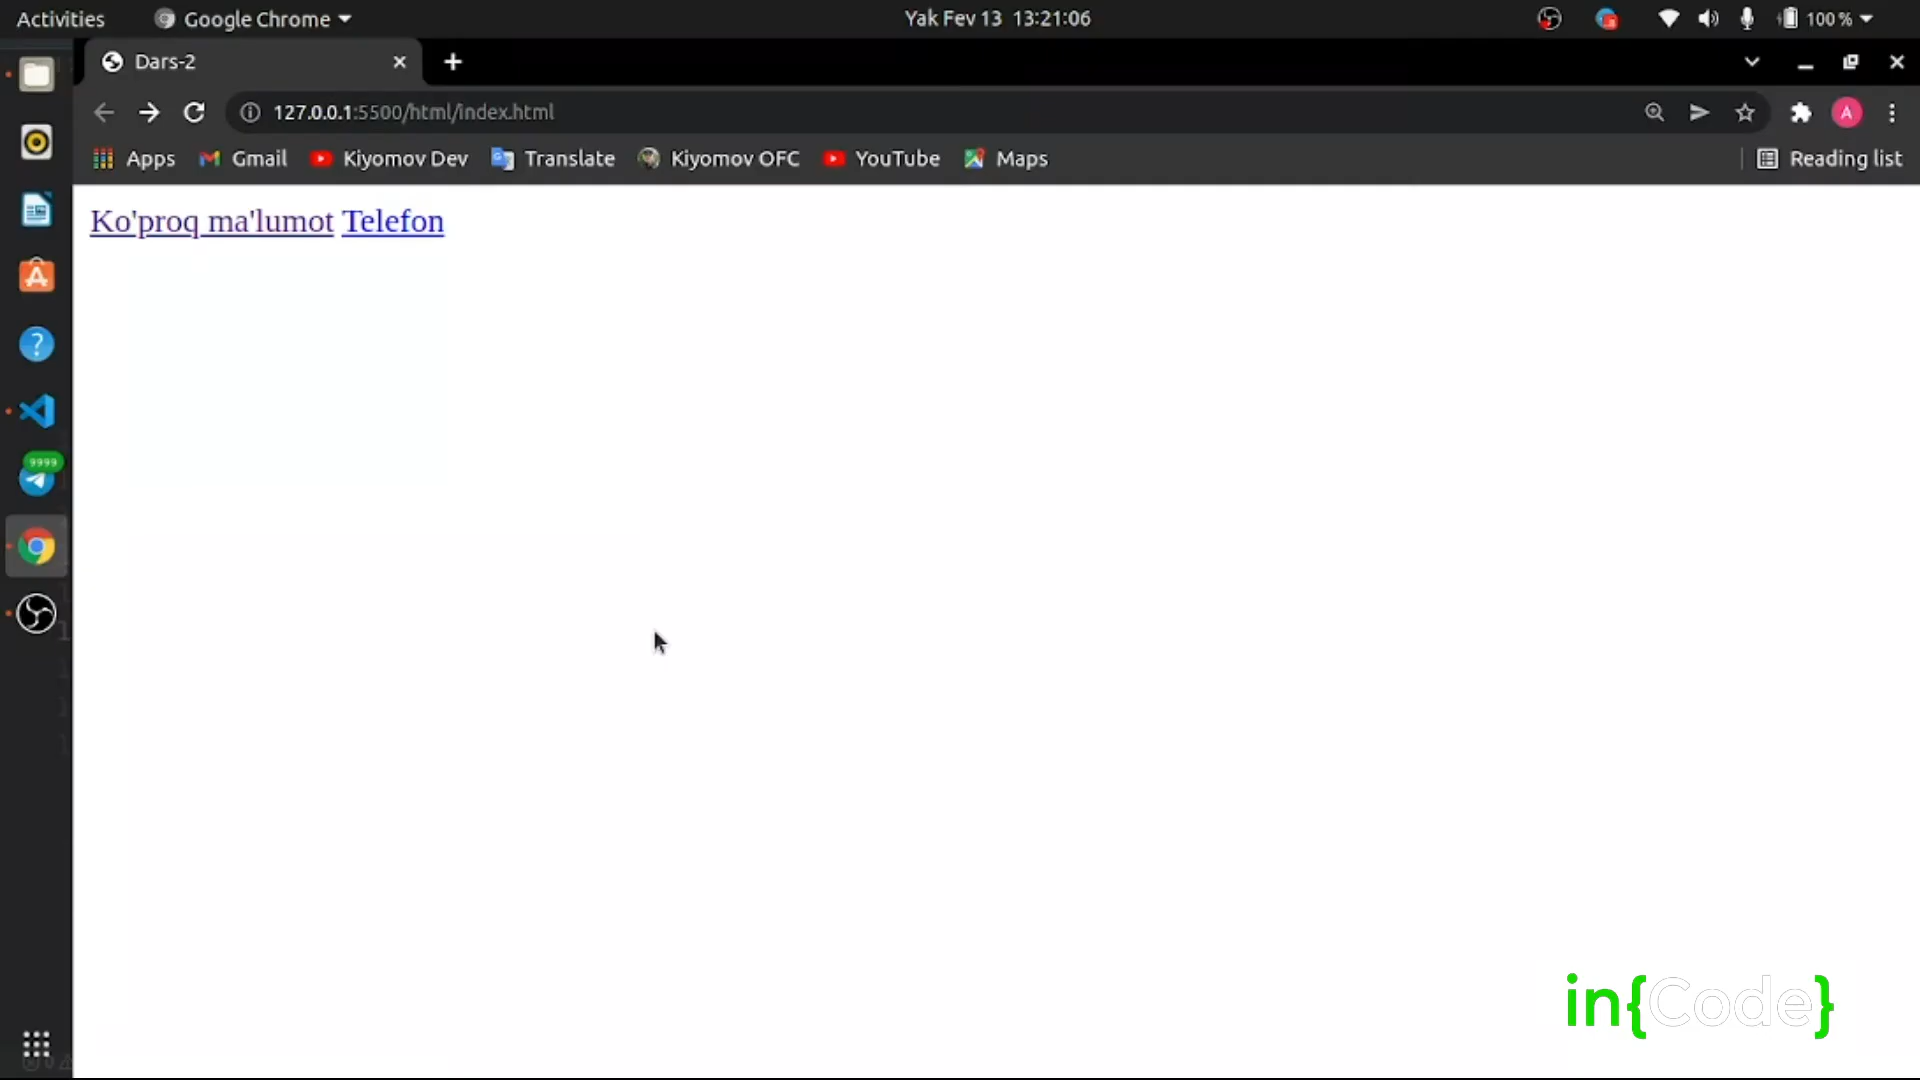 Activities Google Chrome Yak Fev 13 13:21:06 100 %
Dars-2
127.0.0.1:5500/html/index.html A
Apps Gmail Kiyomov Dev Translate Kiyomov OFC YouTube Maps Reading list
Ko'proq ma'lumot Telefon
9999
in{Code}